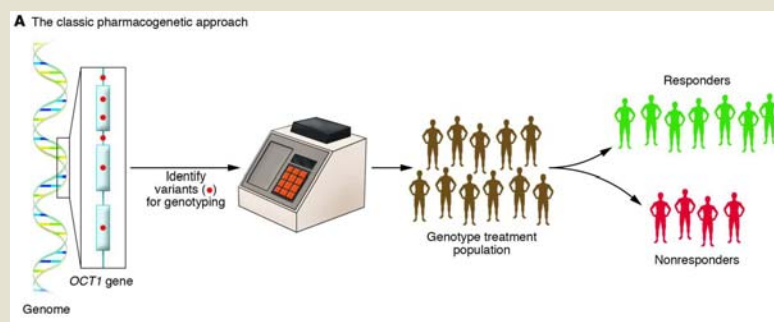 A The classic pharmacogenetic approach
Responders
Identify
variants (•)
for genotyping
Genotype treatment
population
Nonresponders
OCT1 gene
Genome